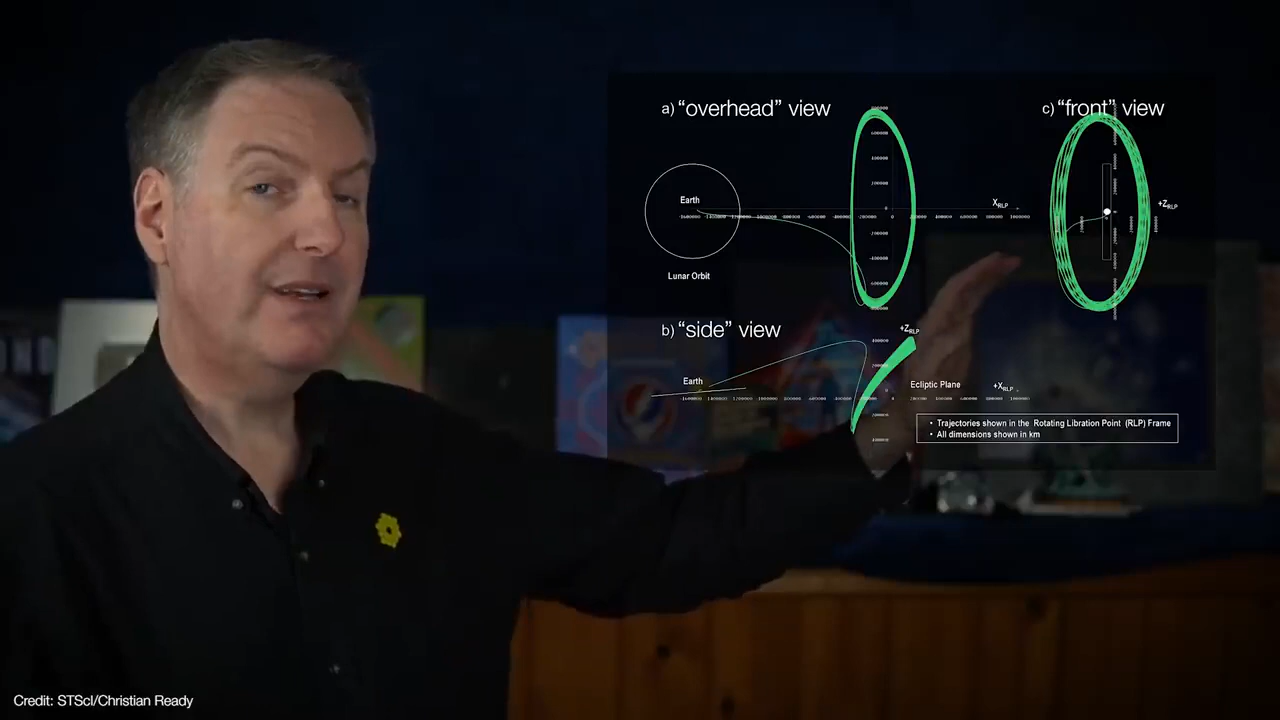 a) “overhead” view
c) “front” view
Earth
X RLP
+Z RLP
Lunar Orbit
b) “side” view
+Z RLP
Earth
Ecliptic Plane
+X RLP
• Trajectories shown in the Rotating Libration Point (RLP) Frame
• All dimensions shown in km
Credit: STScI/Christian Ready